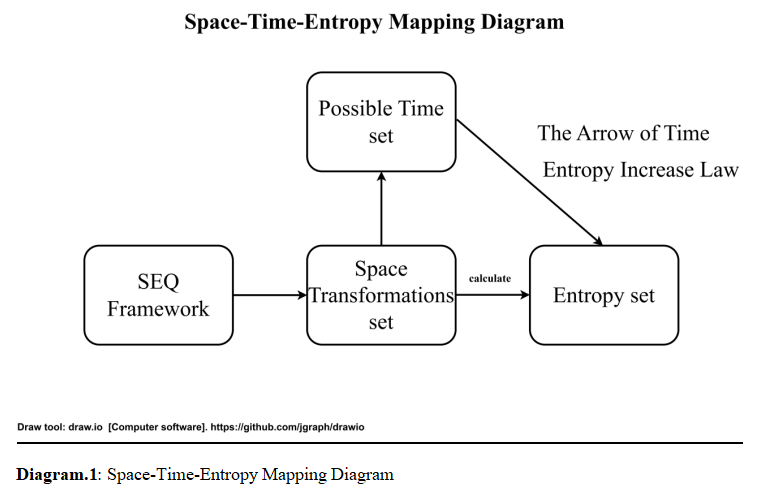 Space-Time-Entropy Mapping Diagram
Possible Time
set
The Arrow of Time
Entropy Increase Law
SEQ
Framework
Space
Transformations
set
calculate
Entropy set
Draw tool: draw.io [Computer software]. https://github.com/jgraph/drawio
Diagram.1: Space-Time-Entropy Mapping Diagram